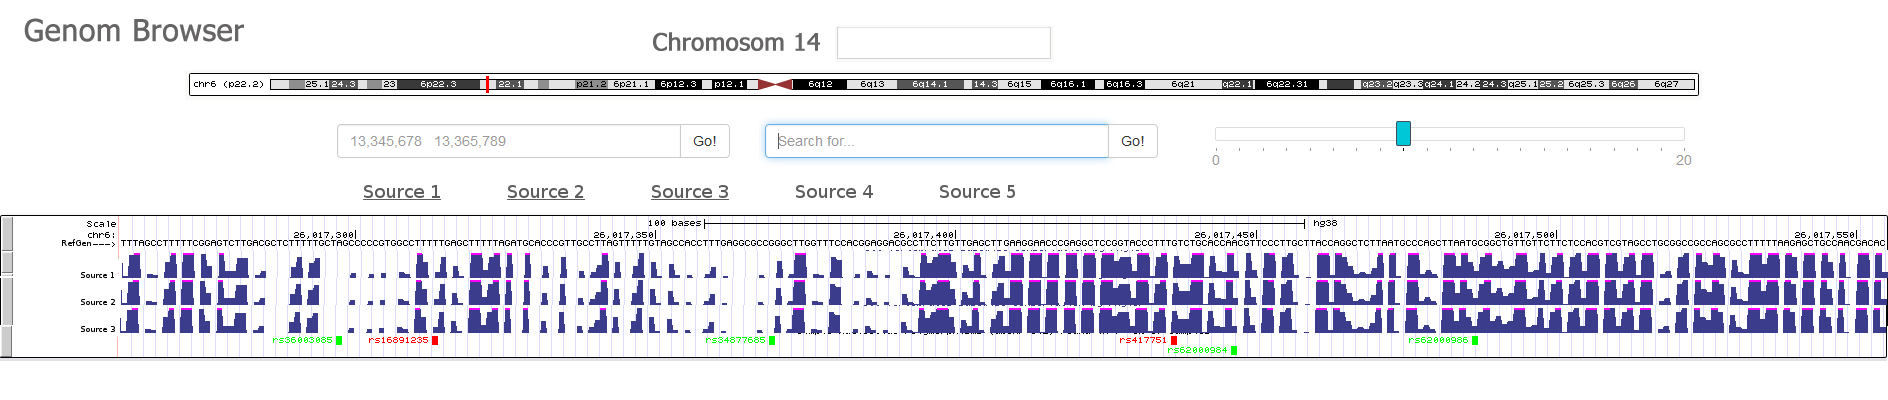 Genom Browser
Chromosom 14
chr6 (p22.2) 25.1 24.3 23 6p22.3 22.1 p21.2 6p21.1 6p12.3 p12.1 6q12 6q13 6q14.1 14.3 6q15 6q16.1 6q16.3 6q21 q22.1 6q22.31 q23.2 q23.3 q24.1 24.2 24.3 q25.1 25.2 6q25.3 6q26 6q27
13,345,678 13,365,789 Go! Search for... Go!
0 20
Source 1 Source 2 Source 3 Source 4 Source 5
Scale 100 bases hg38
chr6: 26,017,300 26,017,350 26,017,400 26,017,450 26,017,500 26,017,550
RefGen--->
Source 1
Source 2
Source 3
rs36003085 rs16891235 rs34877685 rs417751 rs62000986
rs62000984